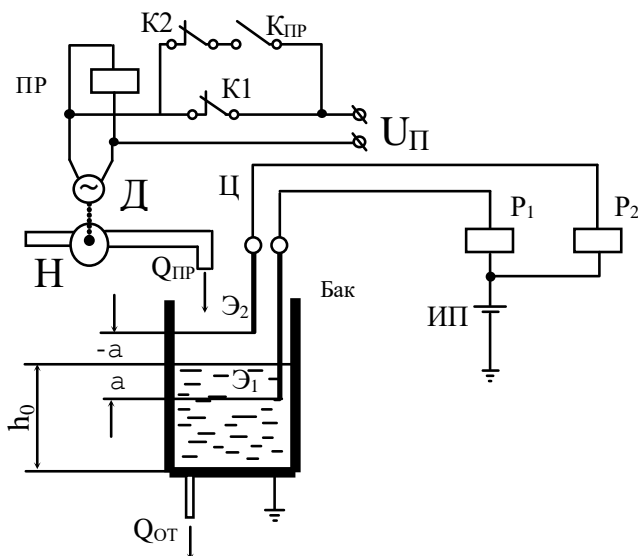 К2
КПР
ПР
К1
UП
~
Д
Ц
Р1
Р2
Н
QПР
Э2
Бак
ИП
-а
Э1
а
h0
QОТ